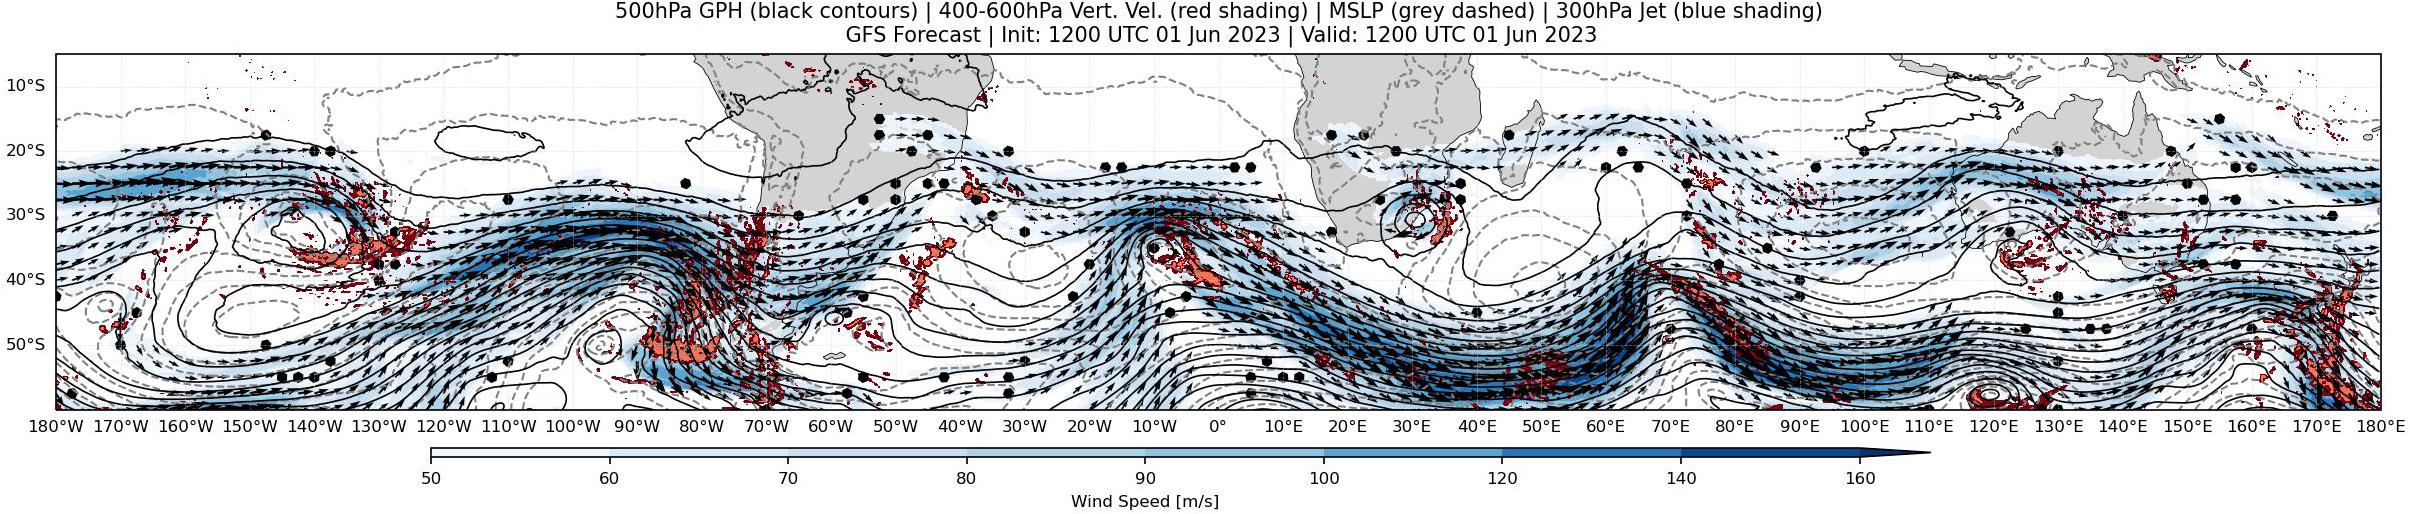 500hPa GPH (black contours) | 400-600hPa Vert. Vel. (red shading) | MSLP (grey dashed) | 300hPa Jet (blue shading)
GFS Forecast | Init: 1200 UTC 01 Jun 2023 | Valid: 1200 UTC 01 Jun 2023
10°S
20°S
30°S
40°S
50°S
180°W 170°W 160°W 150°W 140°W 130°W 120°W 110°W 100°W 90°W 80°W 70°W 60°W 50°W 40°W 30°W 20°W 10°W 0° 10°E 20°E 30°E 40°E 50°E 60°E 70°E 80°E 90°E 100°E 110°E 120°E 130°E 140°E 150°E 160°E 170°E 180°E
50 60 70 80 90 100 120 140 160
Wind Speed [m/s]